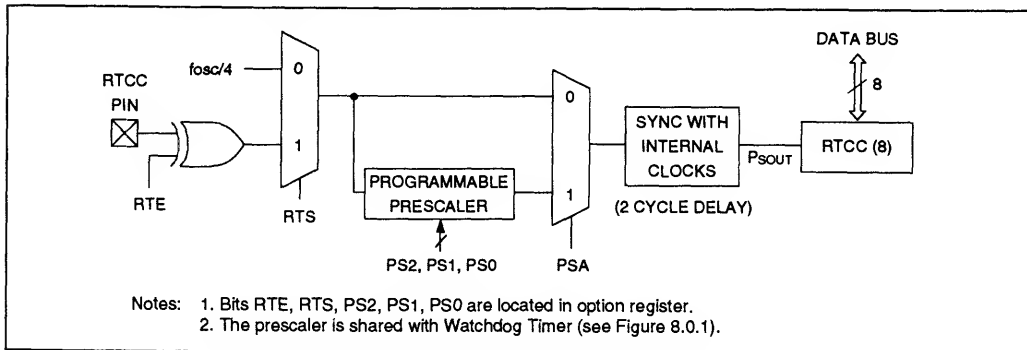 DATA BUS
8
RTCC
PIN
fosc/4
0
1
RTE
RTS
PROGRAMMABLE
PRESCALER
PS2, PS1, PS0
0
1
PSA
SYNC WITH
INTERNAL
CLOCKS
(2 CYCLE DELAY)
PSOUT
RTCC (8)
Notes: 1. Bits RTE, RTS, PS2, PS1, PS0 are located in option register.
2. The prescaler is shared with Watchdog Timer (see Figure 8.0.1).